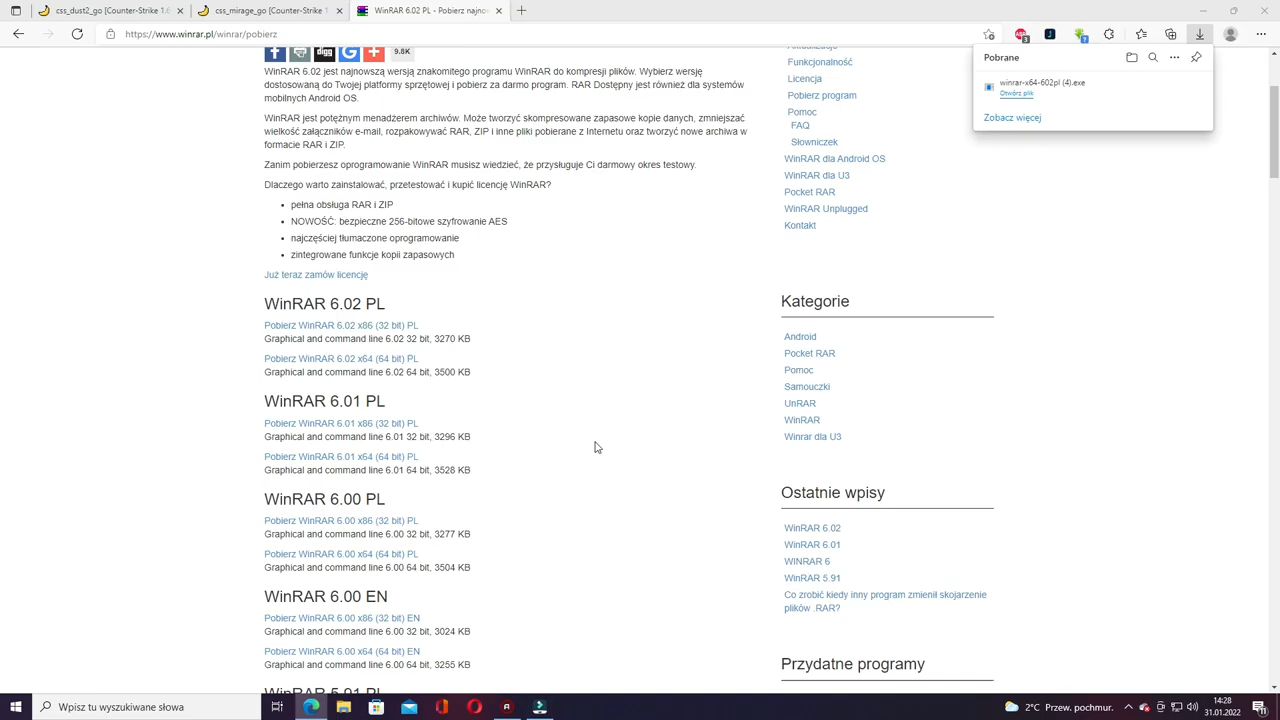 css_dust2_go [Counter-Strike 1.6
css_mirage_go [Counter-Strike 1
WinRAR 6.02 PL - Pobierz najnow
https://www.winrar.pl/winrar/pobierz
digg
9.8K
WinRAR 6.02 jest najnowszą wersją znakomitego programu WinRAR do kompresji plików. Wybierz wersję
dostosowaną do Twojej platformy sprzętowej i pobierz za darmo program. RAR Dostępny jest również dla systemów
mobilnych Android OS.
WinRAR jest potężnym menadżerem archiwów. Może tworzyć skompresowane zapasowe kopie danych, zmniejszać
wielkość załączników e-mail, rozpakowywać RAR, ZIP i inne pliki pobierane z Internetu oraz tworzyć nowe archiwa w
formacie RAR i ZIP.
Zanim pobierzesz oprogramowanie WinRAR musisz wiedzieć, że przysługuje Ci darmowy okres testowy.
Dlaczego warto zainstalować, przetestować i kupić licencję WinRAR?
• pełna obsługa RAR i ZIP
• NOWOŚĆ: bezpieczne 256-bitowe szyfrowanie AES
• najczęściej tłumaczone oprogramowanie
• zintegrowane funkcje kopii zapasowych
Już teraz zamów licencję
WinRAR 6.02 PL
Pobierz WinRAR 6.02 x86 (32 bit) PL
Graphical and command line 6.02 32 bit, 3270 KB
Pobierz WinRAR 6.02 x64 (64 bit) PL
Graphical and command line 6.02 64 bit, 3500 KB
WinRAR 6.01 PL
Pobierz WinRAR 6.01 x86 (32 bit) PL
Graphical and command line 6.01 32 bit, 3296 KB
Pobierz WinRAR 6.01 x64 (64 bit) PL
Graphical and command line 6.01 64 bit, 3528 KB
WinRAR 6.00 PL
Pobierz WinRAR 6.00 x86 (32 bit) PL
Graphical and command line 6.00 32 bit, 3277 KB
Pobierz WinRAR 6.00 x64 (64 bit) PL
Graphical and command line 6.00 64 bit, 3504 KB
WinRAR 6.00 EN
Pobierz WinRAR 6.00 x86 (32 bit) EN
Graphical and command line 6.00 32 bit, 3024 KB
Pobierz WinRAR 6.00 x64 (64 bit) EN
Graphical and command line 6.00 64 bit, 3255 KB
WinRAR 5.91 PL
Aktualizacje
Funkcjonalność
Licencja
Pobierz program
Pomoc
FAQ
Słowniczek
WinRAR dla Android OS
WinRAR dla U3
Pocket RAR
WinRAR Unplugged
Kontakt
Kategorie
Android
Pocket RAR
Pomoc
Samouczki
UnRAR
WinRAR
Winrar dla U3
Ostatnie wpisy
WinRAR 6.02
WinRAR 6.01
WINRAR 6
WinRAR 5.91
Co zrobić kiedy inny program zmienił skojarzenie
plików .RAR?
Przydatne programy
Pobrane
winrar-x64-602pl (4).exe
Otwórz plik
Zobacz więcej
Wpisz tu wyszukiwane słowa
2°C Przew. pochmur.
14:28
31.01.2022